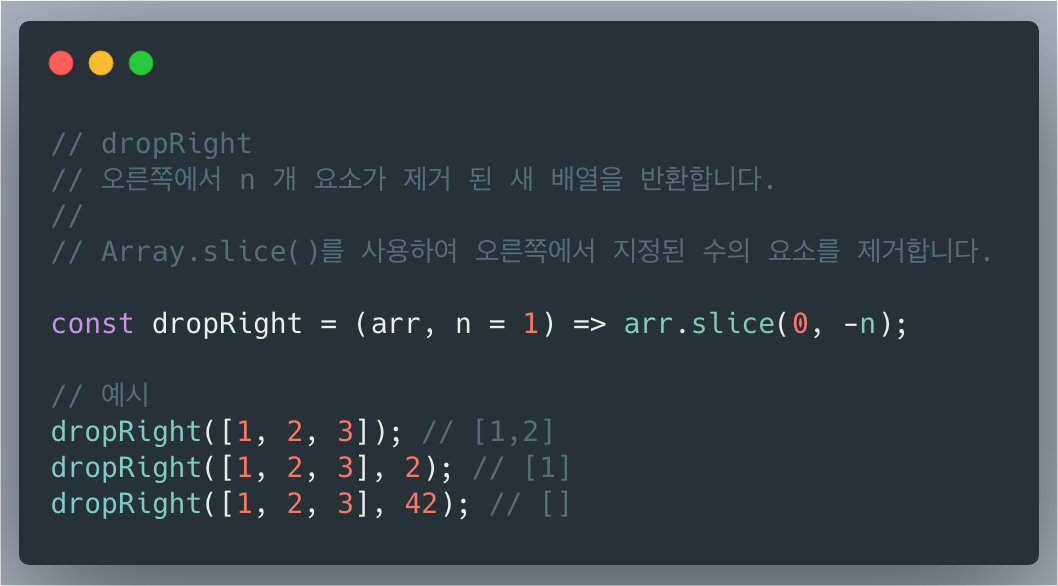 // dropRight
// 오른쪽에서 n 개 요소가 제거 된 새 배열을 반환합니다.
//
// Array.slice()를 사용하여 오른쪽에서 지정된 수의 요소를 제거합니다.
const dropRight = (arr, n = 1) => arr.slice(0, -n);
// 예시
dropRight([1, 2, 3]); // [1,2]
dropRight([1, 2, 3], 2); // [1]
dropRight([1, 2, 3], 42); // []